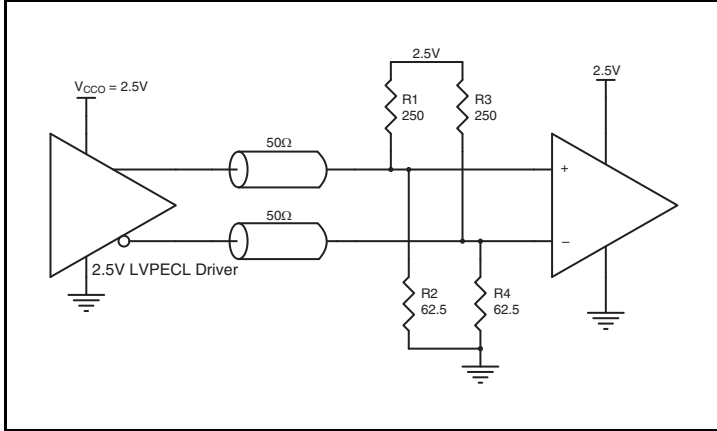 2.5V
V_CCO = 2.5V
2.5V
R1
250
R3
250
50Ω
+
50Ω
−
2.5V LVPECL Driver
R2
62.5
R4
62.5